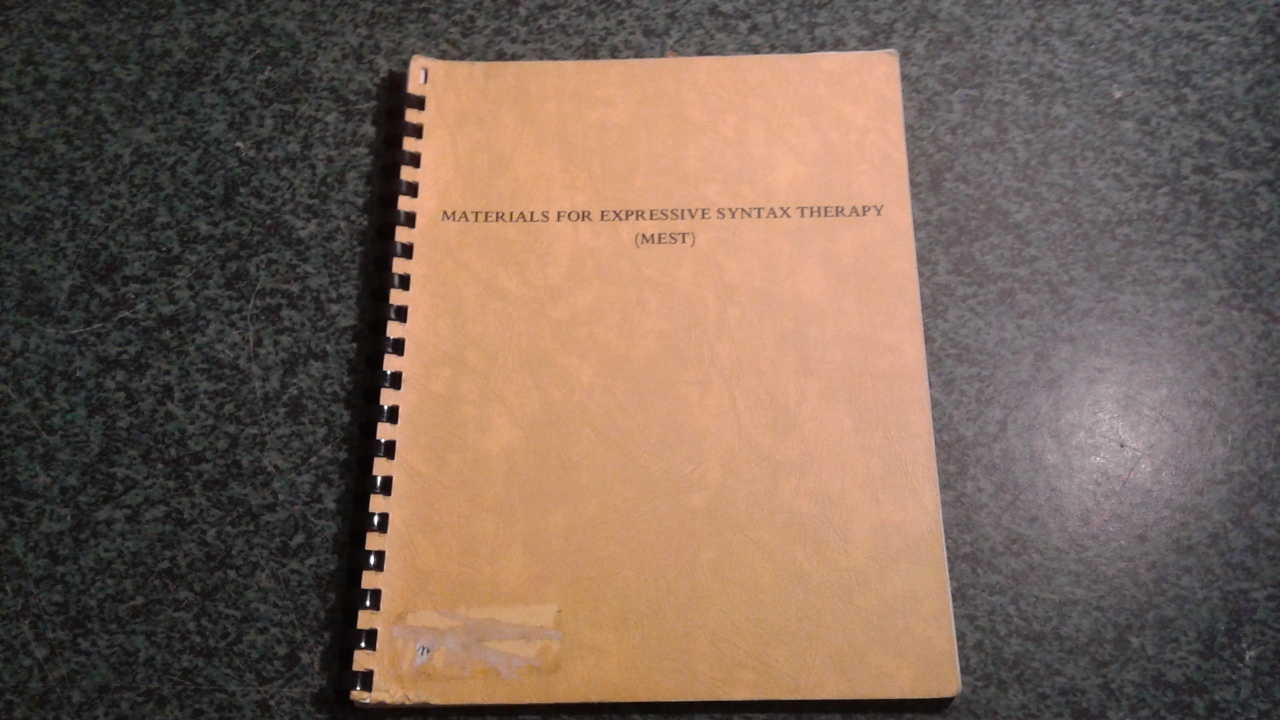 MATERIALS FOR EXPRESSIVE SYNTAX THERAPY
(MEST)